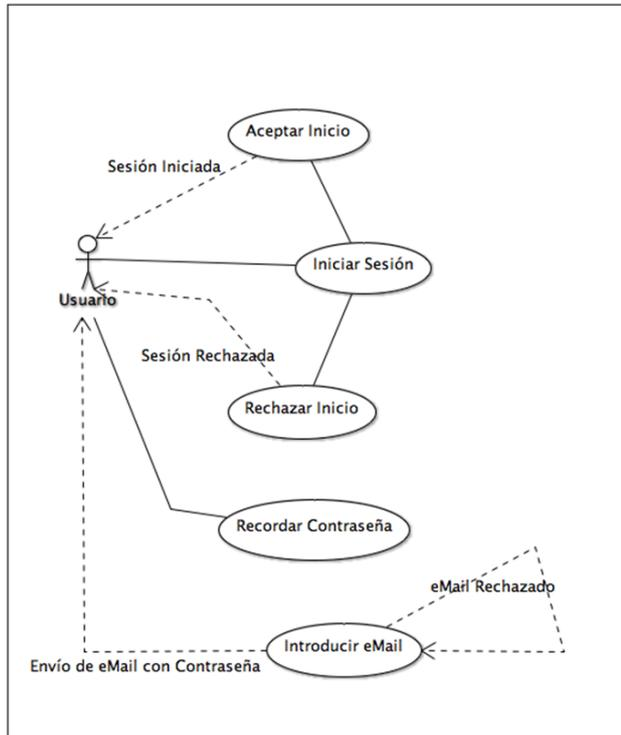 Aceptar Inicio
Sesión Iniciada
Iniciar Sesión
Usuario
Sesión Rechazada
Rechazar Inicio
Recordar Contraseña
eMail Rechazado
Introducir eMail
Envío de eMail con Contraseña